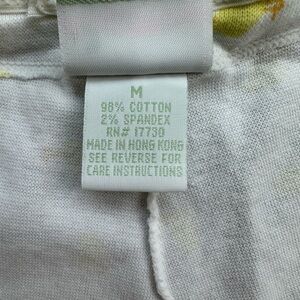 M
98% COTTON
2% SPANDEX
RN# 17730
MADE IN HONG KONG
SEE REVERSE FOR
CARE INSTRUCTIONS